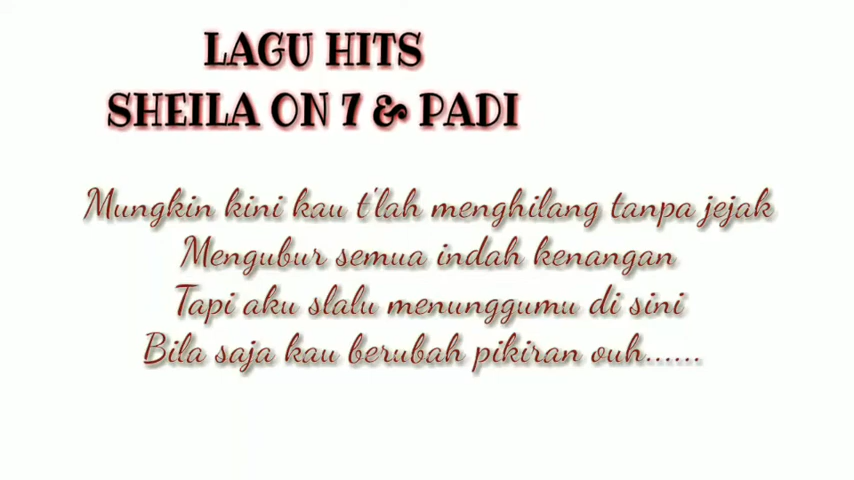 LAGU HITS
SHEILA ON 7 & PADI
Mungkin kini kau t'lah menghilang tanpa jejak
Mengubur semua indah kenangan
Tapi aku slalu menunggumu di sini
Bila saja kau berubah pikiran ouh......